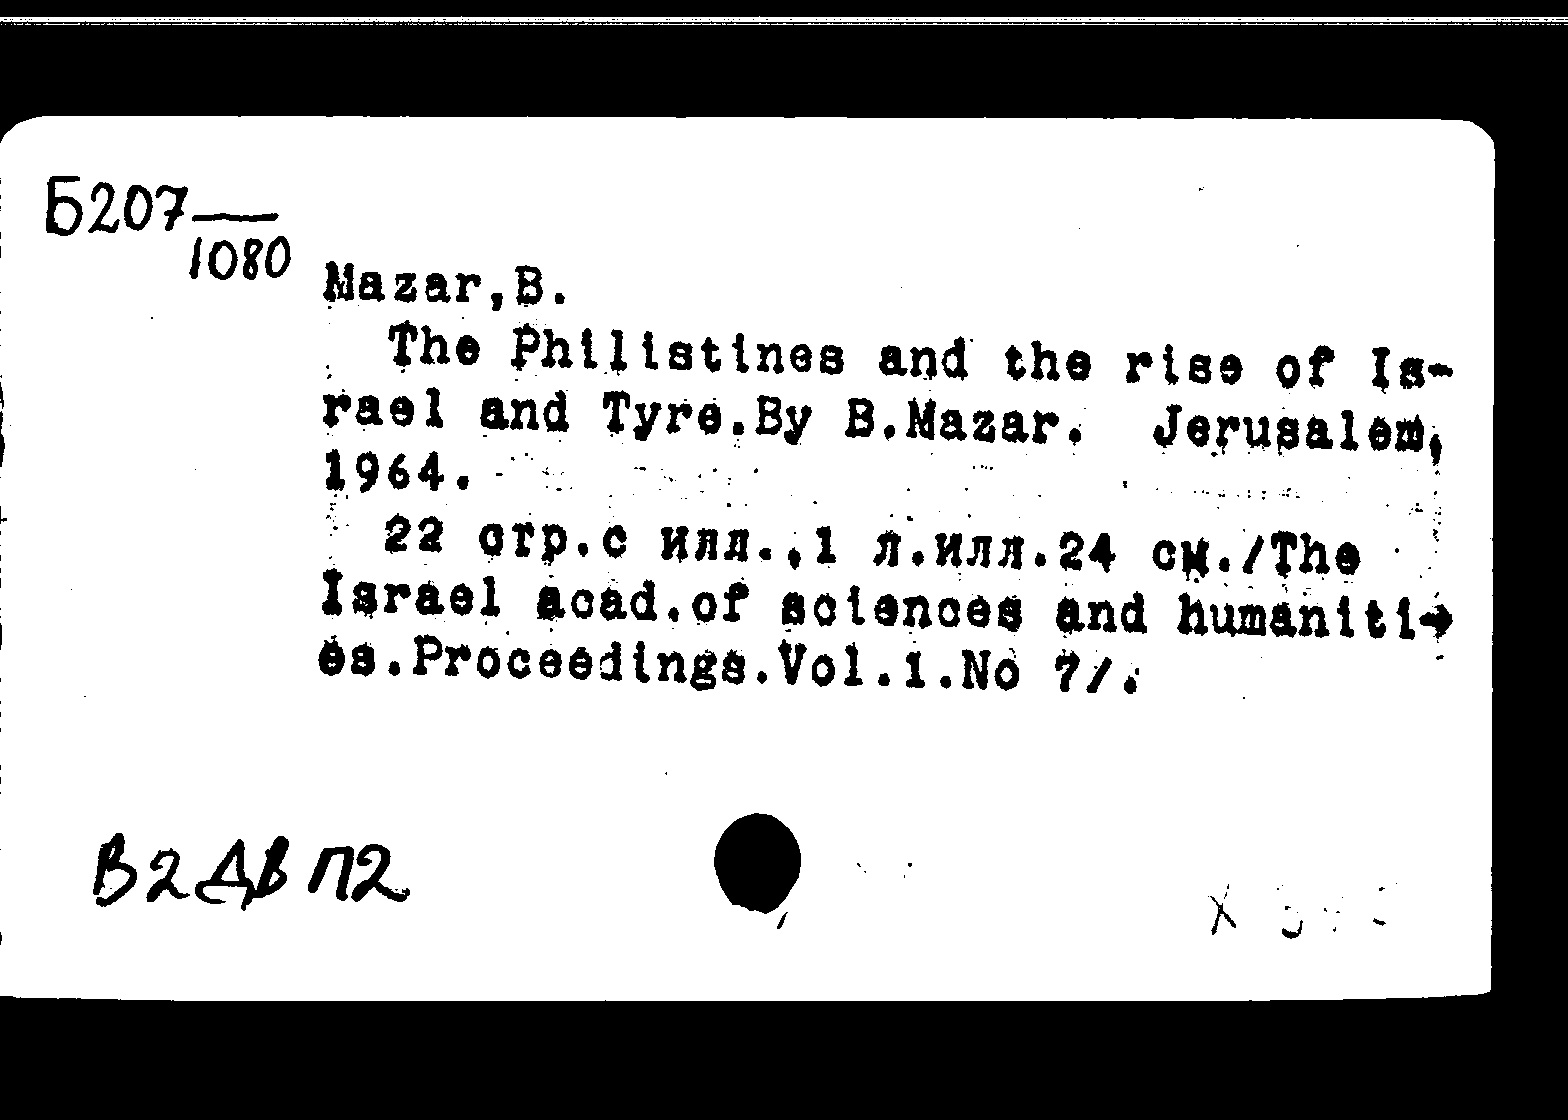 Б207
1080
Mazar,B.
The Philistines and the rise of Is-
rael and Tyre.By B.Mazar. Jerusalem,
1964.
22 стр.с илл.,1 л.илл.24 см./The
Israel acad.of sciences and humaniti-
es.Proceedings.Vol.1.No 7/.
В2ДВ П2